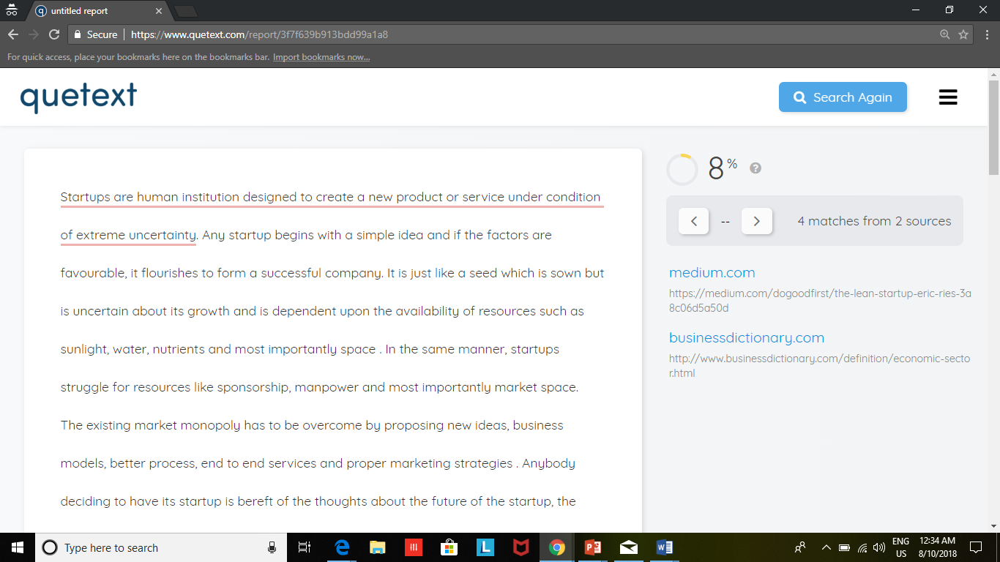 untitled report
Secure https://www.quetext.com/report/3f7f639b913bdd99a1a8
For quick access, place your bookmarks here on the bookmarks bar. Import bookmarks now...
quetext
Search Again
Startups are human institution designed to create a new product or service under condition
of extreme uncertainty. Any startup begins with a simple idea and if the factors are
favourable, it flourishes to form a successful company. It is just like a seed which is sown but
is uncertain about its growth and is dependent upon the availability of resources such as
sunlight, water, nutrients and most importantly space . In the same manner, startups
struggle for resources like sponsorship, manpower and most importantly market space.
The existing market monopoly has to be overcome by proposing new ideas, business
models, better process, end to end services and proper marketing strategies . Anybody
deciding to have its startup is bereft of the thoughts about the future of the startup, the
8%
?
-- 4 matches from 2 sources
medium.com
https://medium.com/dogoodfirst/the-lean-startup-eric-ries-3a
8c06d5a50d
businessdictionary.com
http://www.businessdictionary.com/definition/economic-secto
r.html
Type here to search
ENG
US
12:34 AM
8/10/2018